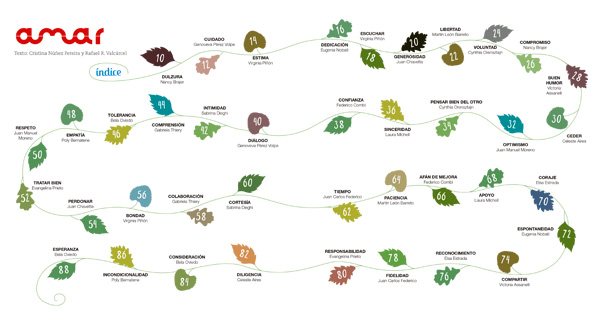 amar
Texto: Cristina Núñez Pereira y Rafael R. Valcárcel
índice
10
DULZURA
Nancy Brajer
CUIDADO
Genoveva Pérez Volpe
12
14
ESTIMA
Virginia Piñón
16
DEDICACIÓN
Eugenia Nobati
ESCUCHAR
Virginia Piñón
18
GENEROSIDAD
Juan Chavetta
20
LIBERTAD
Martín León Barreto
22
24
VOLUNTAD
Cynthia Orensztajn
COMPROMISO
Nancy Brajer
26
BUEN
HUMOR
Victoria
Assanelli
28
30
CEDER
Celeste Aires
32
OPTIMISMO
Juan Manuel Moreno
PENSAR BIEN DEL OTRO
Cynthia Orensztajn
34
36
SINCERIDAD
Laura Michell
CONFIANZA
Federico Combi
38
40
DIÁLOGO
Genoveva Pérez Volpe
INTIMIDAD
Sabrina Dieghi
42
44
COMPRENSIÓN
Gabriela Thiery
TOLERANCIA
Bela Oviedo
46
48
EMPATÍA
Poly Bernatene
RESPETO
Juan Manuel
Moreno
50
TRATAR BIEN
Evangelina Prieto
52
PERDONAR
Juan Chavetta
54
56
BONDAD
Virginia Piñón
COLABORACIÓN
Gabriela Thiery
58
60
CORTESÍA
Sabrina Dieghi
TIEMPO
Juan Carlos Federico
62
64
PACIENCIA
Martín León Barreto
AFÁN DE MEJORA
Federico Combi
66
68
APOYO
Laura Michell
CORAJE
Elisa Estrada
70
72
ESPONTANEIDAD
Eugenia Nobati
74
COMPARTIR
Victoria Assanelli
RECONOCIMIENTO
Elisa Estrada
76
78
FIDELIDAD
Juan Carlos Federico
RESPONSABILIDAD
Evangelina Prieto
80
82
DILIGENCIA
Celeste Aires
CONSIDERACIÓN
Bela Oviedo
84
86
INCONDICIONALIDAD
Poly Bernatene
ESPERANZA
Bela Oviedo
88